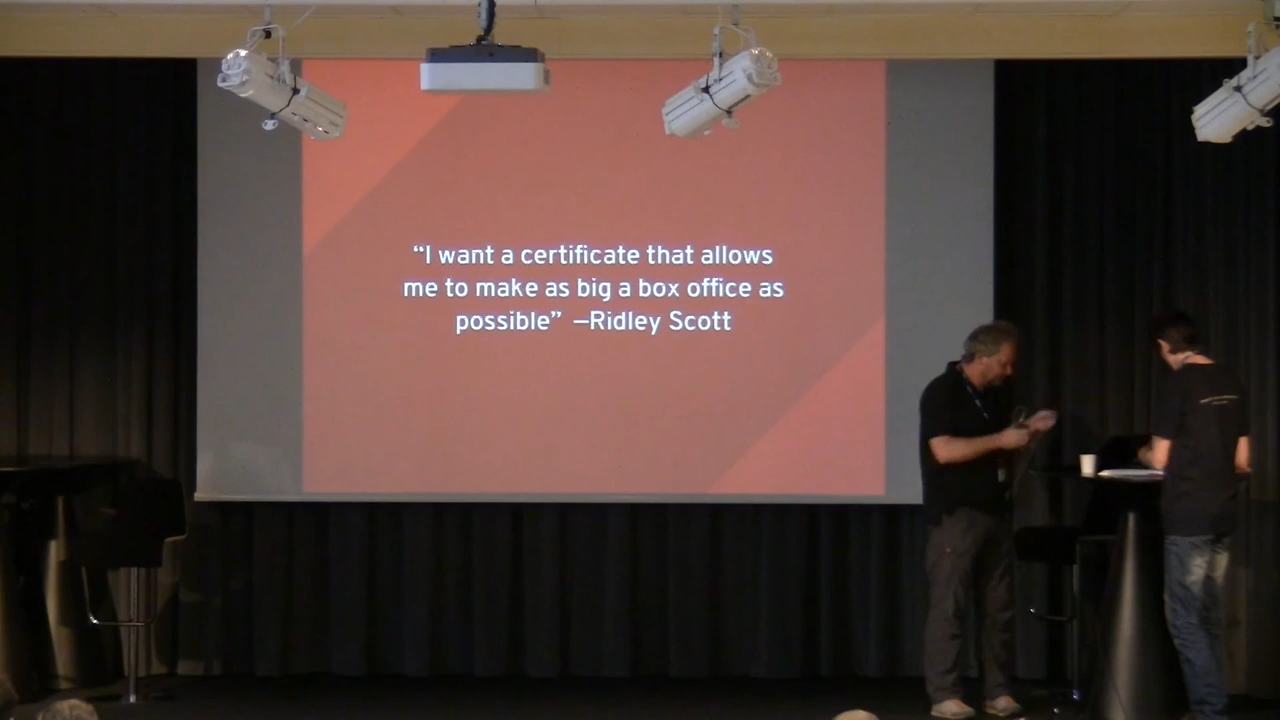 “I want a certificate that allows
me to make as big a box office as
possible” —Ridley Scott